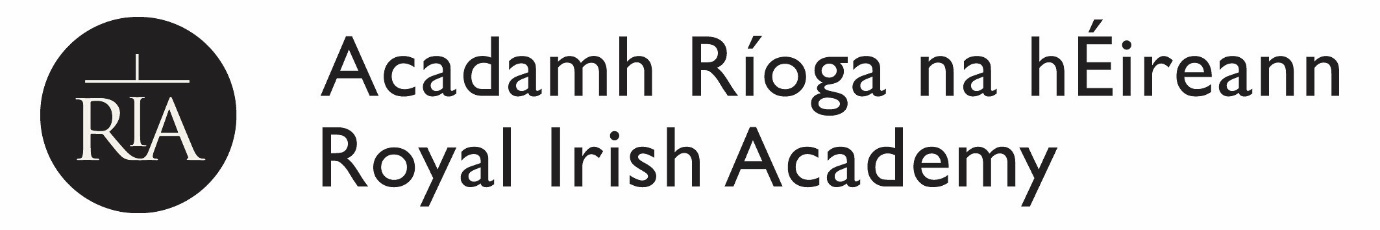 RIA
Acadamh Ríoga na hÉireann
Royal Irish Academy